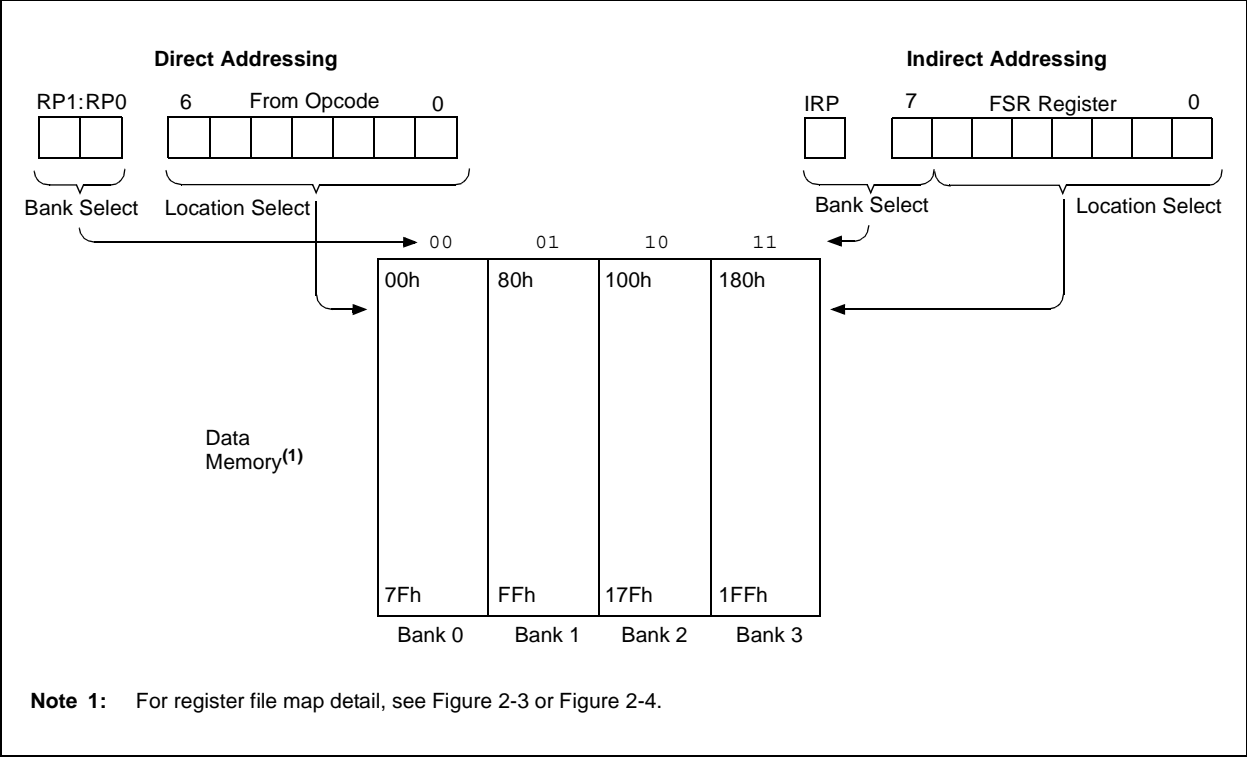 Direct Addressing
Indirect Addressing
RP1:RP0
6 From Opcode 0
IRP
7 FSR Register 0
Bank Select
Location Select
Bank Select
Location Select
00 01 10 11
00h 80h 100h 180h
Data
Memory(1)
7Fh FFh 17Fh 1FFh
Bank 0 Bank 1 Bank 2 Bank 3
Note 1: For register file map detail, see Figure 2-3 or Figure 2-4.